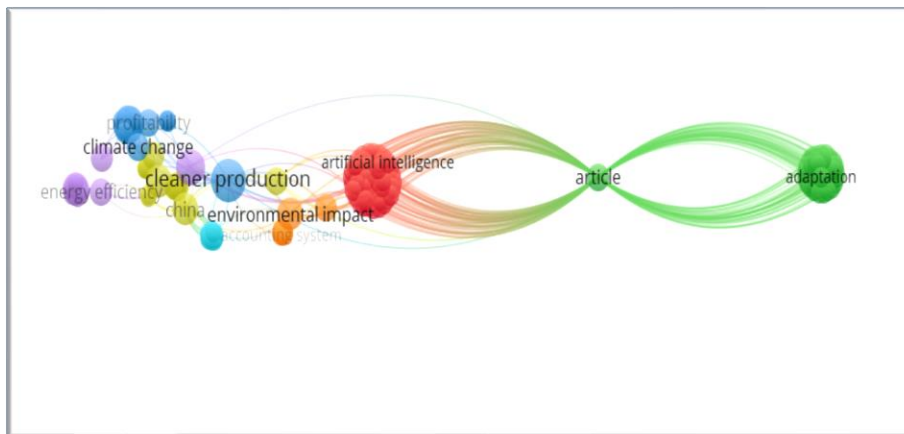 profitability
climate change
artificial intelligence
cleaner production
article
adaptation
energy efficiency
china
environmental impact
accounting system